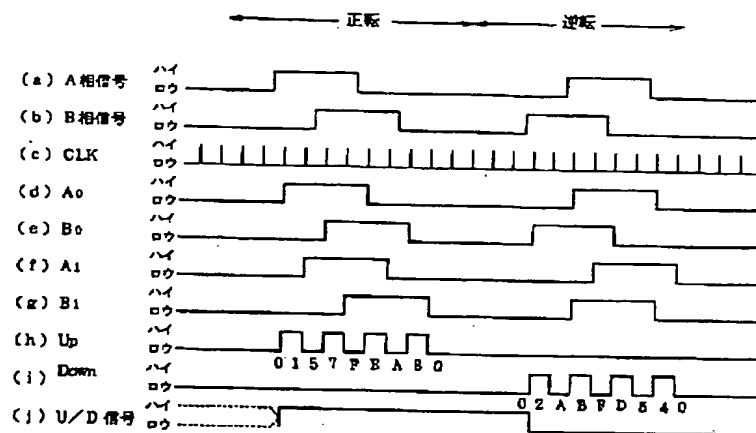 正転 逆転
(a) A相信号 ハイ ロウ
(b) B相信号 ハイ ロウ
(c) CLK ハイ ロウ
(d) A0 ハイ ロウ
(e) B0 ハイ ロウ
(f) A1 ハイ ロウ
(g) B1 ハイ ロウ
(h) Up ハイ ロウ
0 1 5 7 F E A 8 0
(i) Down ハイ ロウ
0 2 A B F D 5 4 0
(j) U/D信号 ハイ ロウ